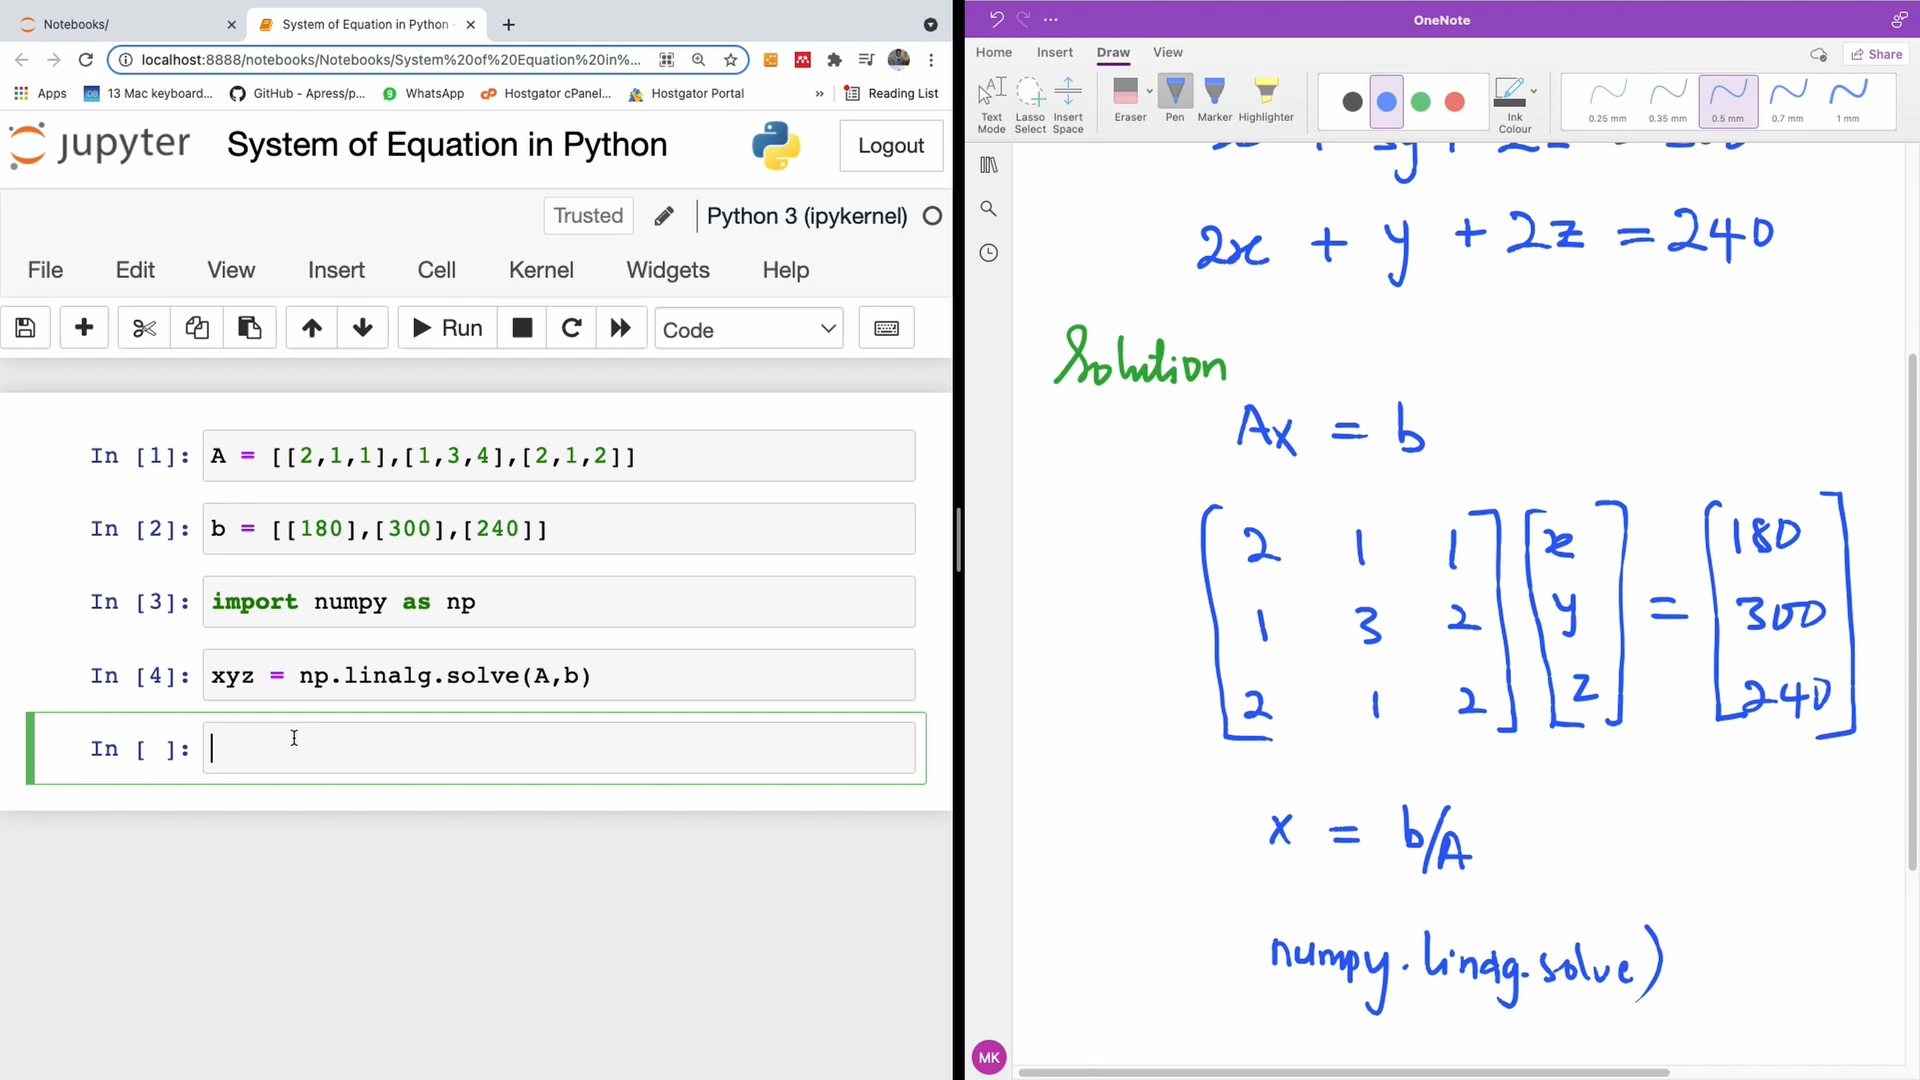 Notebooks/
System of Equation in Python -
localhost:8888/notebooks/Notebooks/System%20of%20Equation%20in%...
Apps
13 Mac keyboard...
GitHub - Apress/p...
WhatsApp
Hostgator cPanel...
Hostgator Portal
»
Reading List
jupyter
System of Equation in Python
Logout
Trusted
Python 3 (ipykernel)
File Edit View Insert Cell Kernel Widgets Help
Run
Code
In [1]: A = [[2,1,1],[1,3,4],[2,1,2]]
In [2]: b = [[180],[300],[240]]
In [3]: import numpy as np
In [4]: xyz = np.linalg.solve(A,b)
In [ ]:
OneNote
Home Insert Draw View
Share
Text Mode
Lasso Select
Insert Space
Eraser
Pen
Marker
Highlighter
Ink Colour
0.25 mm
0.35 mm
0.5 mm
0.7 mm
1 mm
2x + y + 2z = 240
Solution
Ax = b
2 1 1 x 180
1 3 2 y = 300
2 1 2 z 240
x = b/A
numpy.linalg.solve)
MK